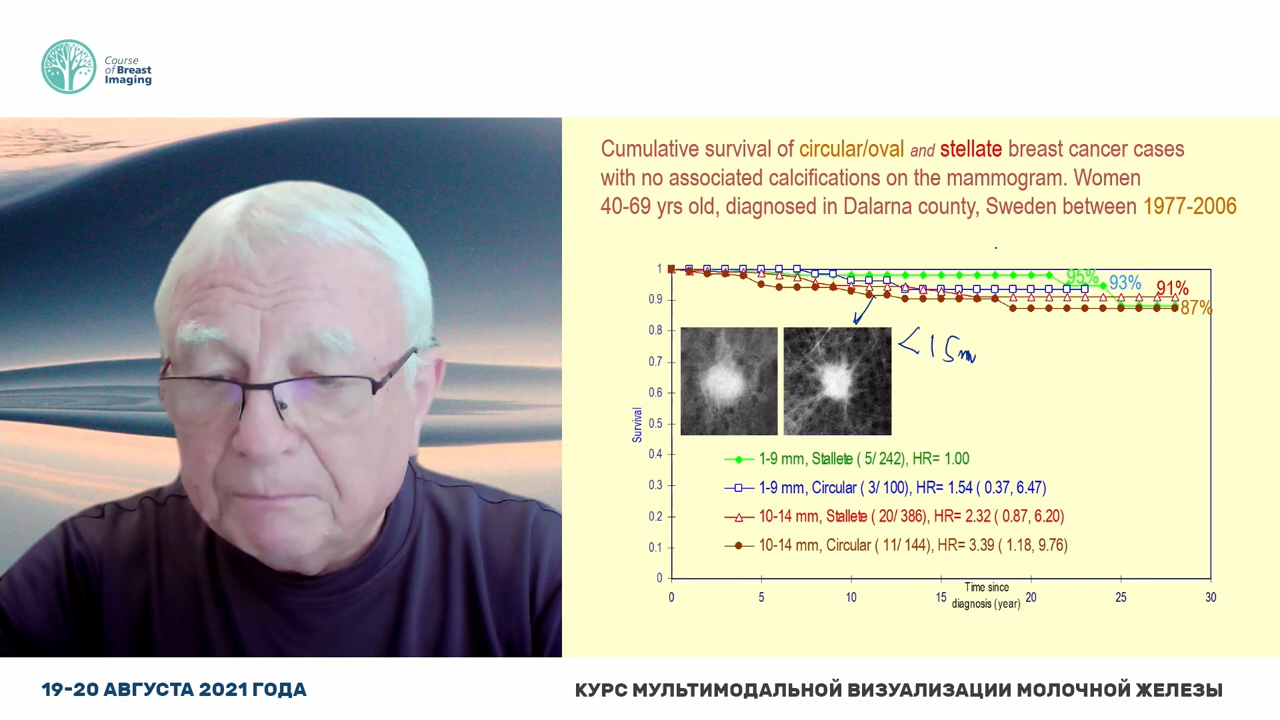 Course
of Breast
Imaging
Cumulative survival of circular/oval and stellate breast cancer cases
with no associated calcifications on the mammogram. Women
40-69 yrs old, diagnosed in Dalarna county, Sweden between 1977-2006
1
0.9
0.8
0.7
0.6
0.5
0.4
0.3
0.2
0.1
0
Survival
95%
93%
91%
87%
<15m
1-9 mm, Stallete ( 5/ 242), HR= 1.00
1-9 mm, Circular ( 3/ 100), HR= 1.54 ( 0.37, 6.47)
10-14 mm, Stallete ( 20/ 386), HR= 2.32 ( 0.87, 6.20)
10-14 mm, Circular ( 11/ 144), HR= 3.39 ( 1.18, 9.76)
0 5 10 15 20 25 30
Time since
diagnosis (year)
19-20 АВГУСТА 2021 ГОДА
КУРС МУЛЬТИМОДАЛЬНОЙ ВИЗУАЛИЗАЦИИ МОЛОЧНОЙ ЖЕЛЕЗЫ